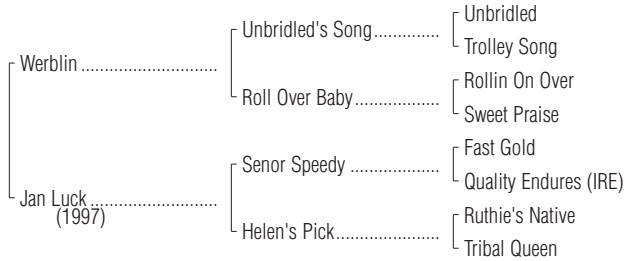 Unbridled
Unbridled's Song..............
Trolley Song
Werblin .............................
Rollin On Over
Roll Over Baby..................
Sweet Praise
Fast Gold
Senor Speedy ...................
Quality Endures (IRE)
Jan Luck...........................
(1997)
Ruthie's Native
Helen's Pick......................
Tribal Queen